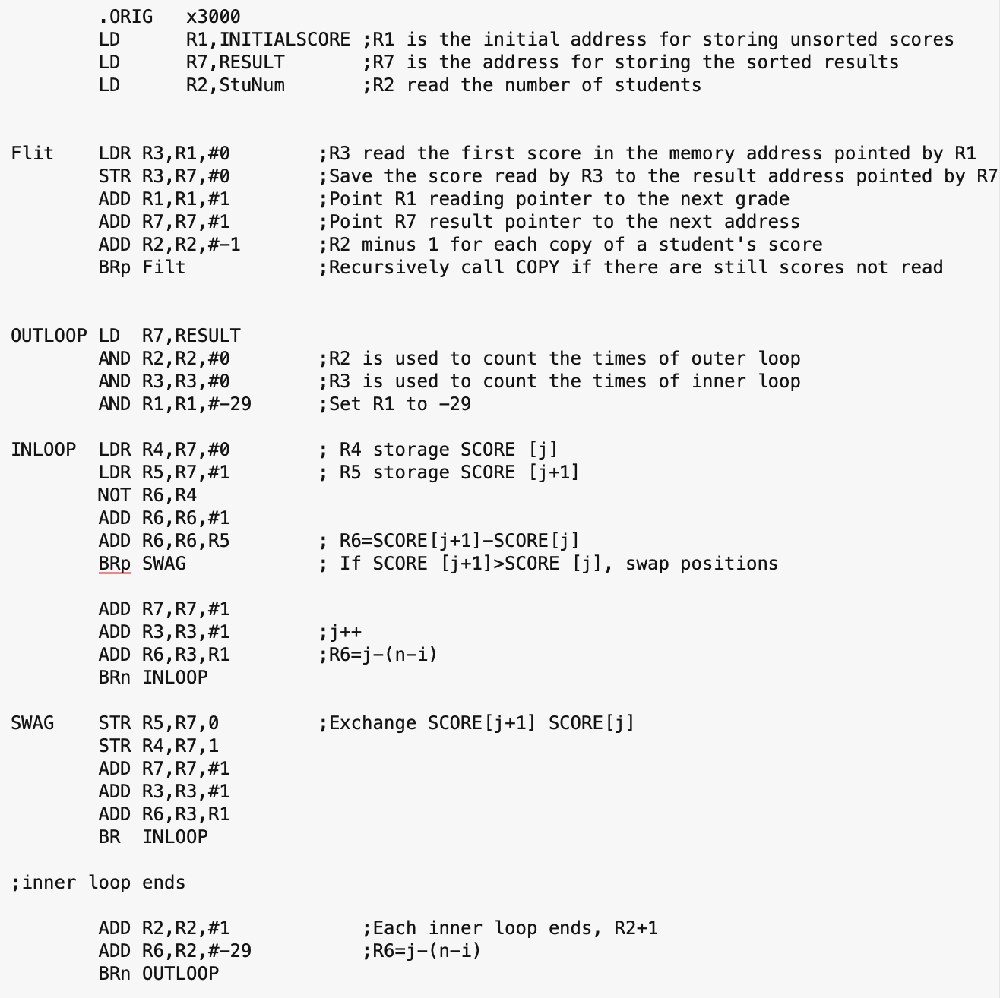 .ORIG x3000
LD R1,INITIALSCORE ;R1 is the initial address for storing unsorted scores
LD R7,RESULT ;R7 is the address for storing the sorted results
LD R2,StuNum ;R2 read the number of students
Flit LDR R3,R1,#0 ;R3 read the first score in the memory address pointed by R1
STR R3,R7,#0 ;Save the score read by R3 to the result address pointed by R7
ADD R1,R1,#1 ;Point R1 reading pointer to the next grade
ADD R7,R7,#1 ;Point R7 result pointer to the next address
ADD R2,R2,#-1 ;R2 minus 1 for each copy of a student's score
BRp Filt ;Recursively call COPY if there are still scores not read
OUTLOOP LD R7,RESULT
AND R2,R2,#0 ;R2 is used to count the times of outer loop
AND R3,R3,#0 ;R3 is used to count the times of inner loop
AND R1,R1,#-29 ;Set R1 to -29
INLOOP LDR R4,R7,#0 ; R4 storage SCORE [j]
LDR R5,R7,#1 ; R5 storage SCORE [j+1]
NOT R6,R4
ADD R6,R6,#1
ADD R6,R6,R5 ; R6=SCORE[j+1]-SCORE[j]
BRp SWAG ; If SCORE [j+1]>SCORE [j], swap positions
ADD R7,R7,#1
ADD R3,R3,#1 ;j++
ADD R6,R3,R1 ;R6=j-(n-i)
BRn INLOOP
SWAG STR R5,R7,0 ;Exchange SCORE[j+1] SCORE[j]
STR R4,R7,1
ADD R7,R7,#1
ADD R3,R3,#1
ADD R6,R3,R1
BR INLOOP
;inner loop ends
ADD R2,R2,#1 ;Each inner loop ends, R2+1
ADD R6,R2,#-29 ;R6=j-(n-i)
BRn OUTLOOP